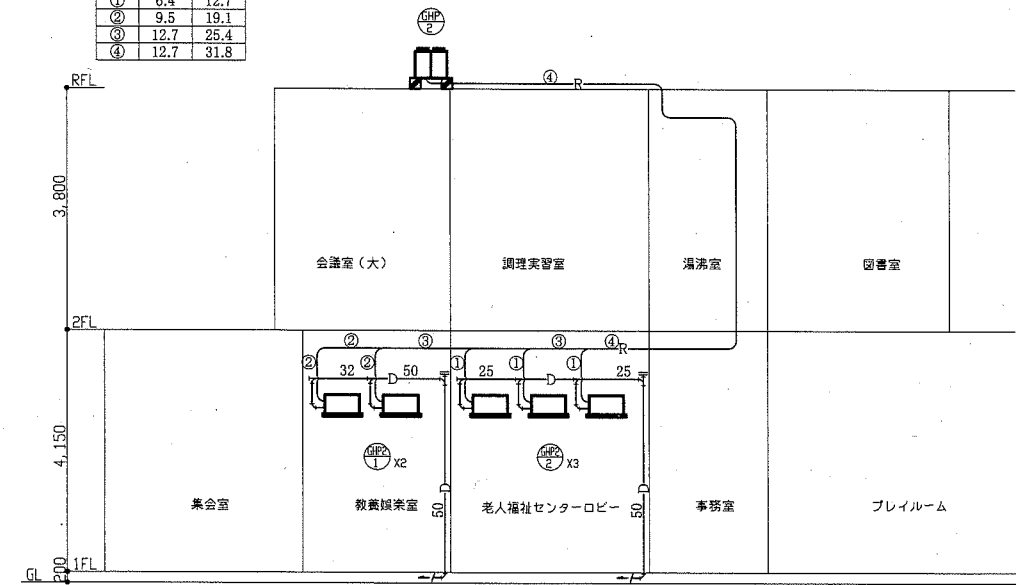 ① 6.4 12.7
② 9.5 19.1
③ 12.7 25.4
④ 12.7 31.8
GHP
2
RFL
④
R
3,800
会議室（大）
調理実習室
湯沸室
図書室
2FL
② ③ ③ ④ R
② ② ① ① ①
32 D 50 25 D 25
4,150
GHP2
1
X2
GHP2
2
X3
D
50
D
50
集会室
教養娯楽室
老人福祉センターロビー
事務室
プレイルーム
200
1FL
GL